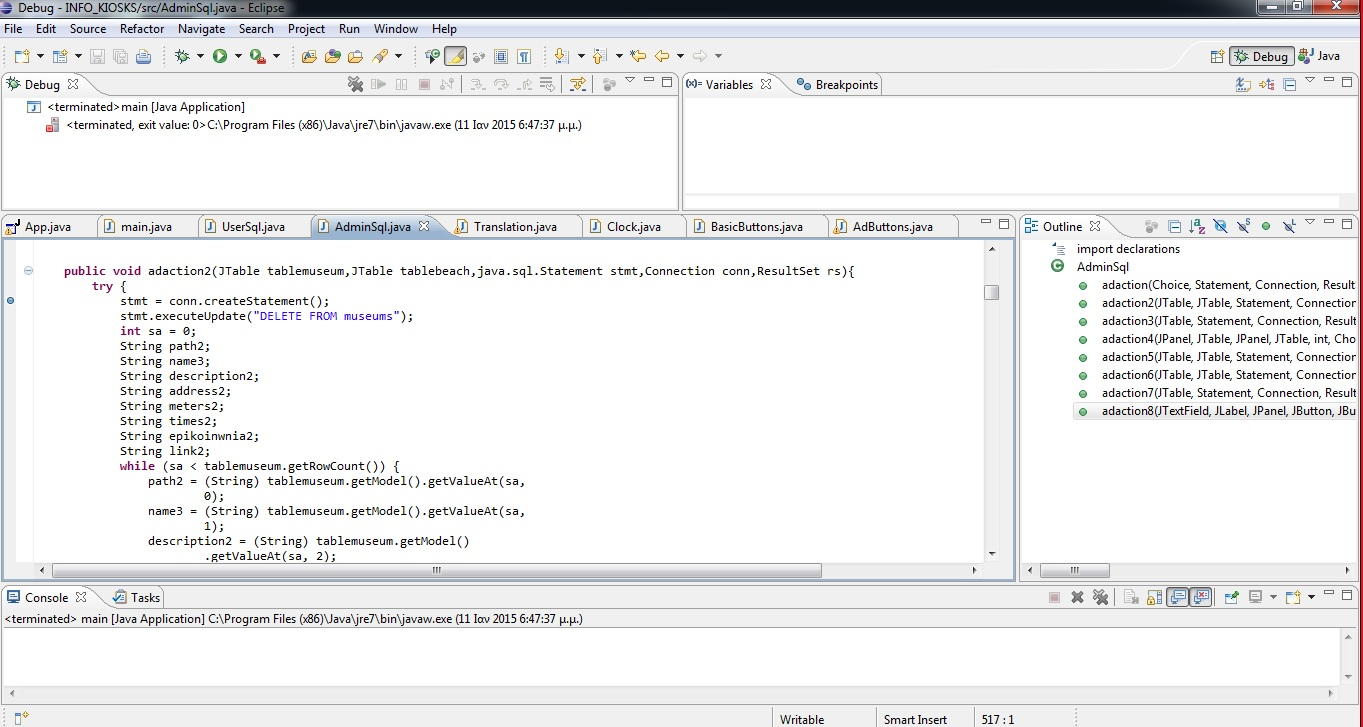 Debug - INFO_KIOSKS/src/AdminSql.java - Eclipse
File Edit Source Refactor Navigate Search Project Run Window Help
Debug Java
Debug
<terminated>main [Java Application]
<terminated, exit value: 0>C:\Program Files (x86)\Java\jre7\bin\javaw.exe (11 Ιαν 2015 6:47:37 μ.μ.)
(x)= Variables Breakpoints
App.java main.java UserSql.java AdminSql.java Translation.java Clock.java BasicButtons.java AdButtons.java
public void adaction2(JTable tablemuseum,JTable tablebeach,java.sql.Statement stmt,Connection conn,ResultSet rs){
try {
stmt = conn.createStatement();
stmt.executeUpdate("DELETE FROM museums");
int sa = 0;
String path2;
String name3;
String description2;
String address2;
String meters2;
String times2;
String epikoinwnia2;
String link2;
while (sa < tablemuseum.getRowCount()) {
path2 = (String) tablemuseum.getModel().getValueAt(sa,
0);
name3 = (String) tablemuseum.getModel().getValueAt(sa,
1);
description2 = (String) tablemuseum.getModel()
.getValueAt(sa, 2);
Outline
import declarations
AdminSql
adaction(Choice, Statement, Connection, Result
adaction2(JTable, JTable, Statement, Connection
adaction3(JTable, Statement, Connection, Result
adaction4(JPanel, JTable, JPanel, JTable, int, Cho
adaction5(JTable, JTable, Statement, Connection
adaction6(JTable, JTable, Statement, Connection
adaction7(JTable, Statement, Connection, Result
adaction8(JTextField, JLabel, JPanel, JButton, JBu
Console Tasks
<terminated> main [Java Application] C:\Program Files (x86)\Java\jre7\bin\javaw.exe (11 Ιαν 2015 6:47:37 μ.μ.)
Writable Smart Insert 517 : 1